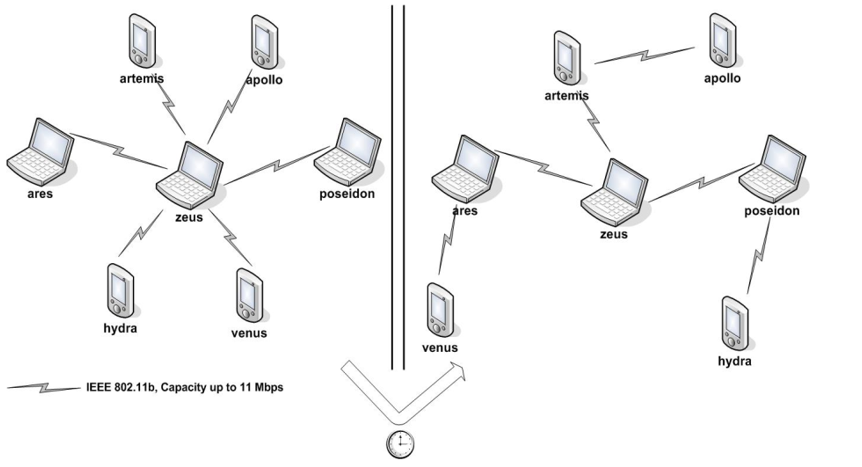 artemis
apollo
ares
zeus
poseidon
hydra
venus
IEEE 802.11b, Capacity up to 11 Mbps
artemis
apollo
ares
zeus
poseidon
venus
hydra